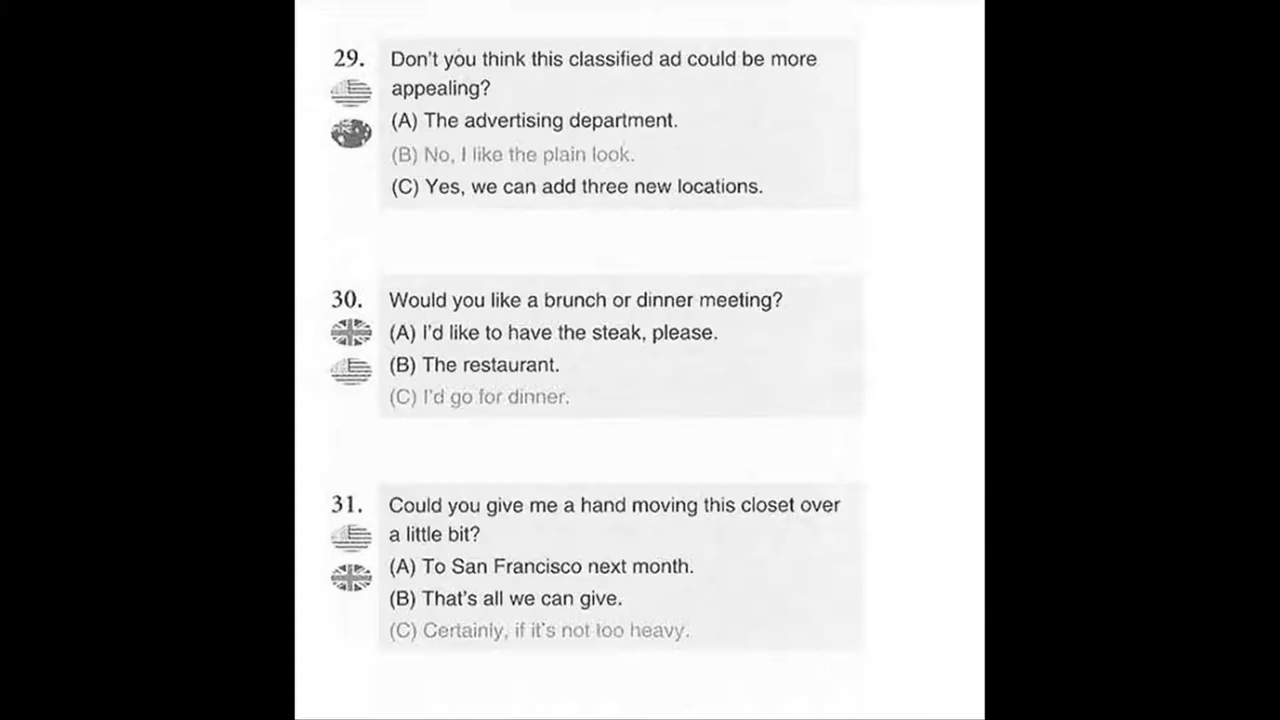 29. Don't you think this classified ad could be more
appealing?
(A) The advertising department.
(B) No, I like the plain look.
(C) Yes, we can add three new locations.
30. Would you like a brunch or dinner meeting?
(A) I'd like to have the steak, please.
(B) The restaurant.
(C) I'd go for dinner.
31. Could you give me a hand moving this closet over
a little bit?
(A) To San Francisco next month.
(B) That's all we can give.
(C) Certainly, if it's not too heavy.